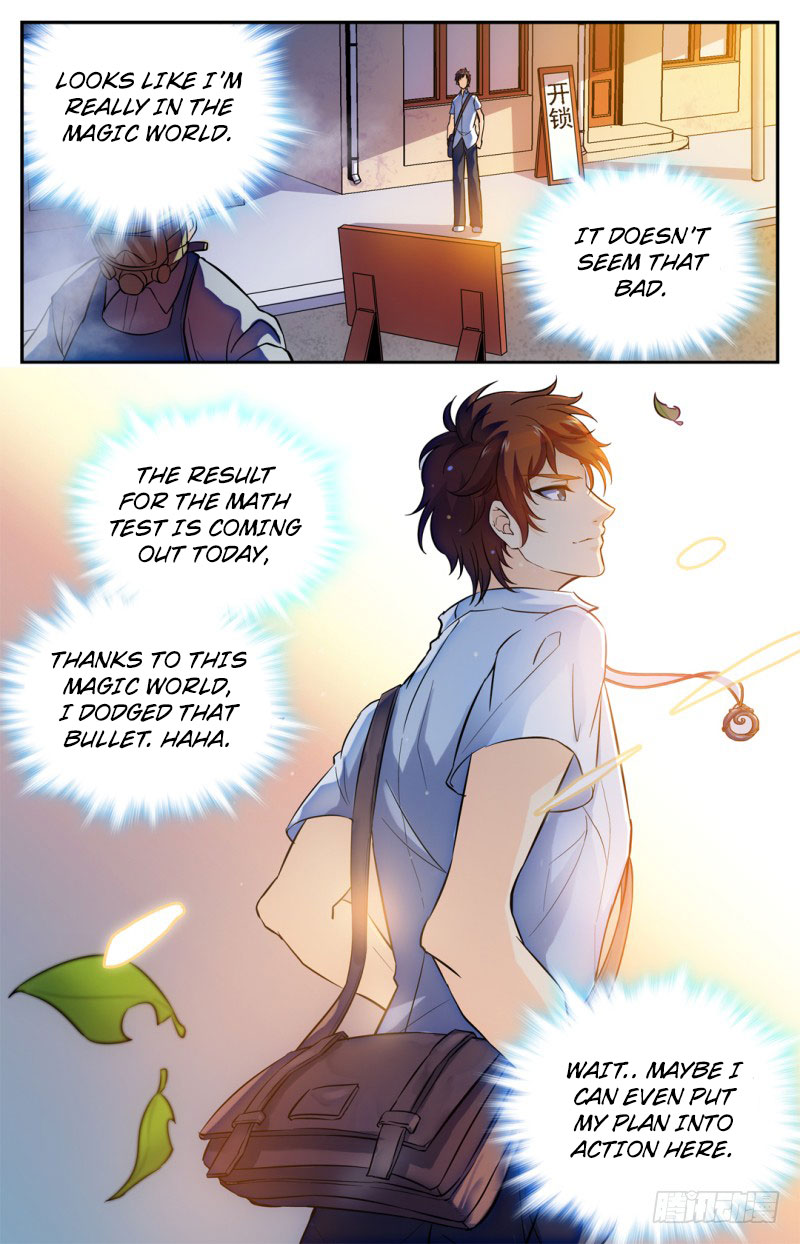 LOOKS LIKE I'M
REALLY IN THE
MAGIC WORLD.
开锁
IT DOESN'T
SEEM THAT
BAD.
THE RESULT
FOR THE MATH
TEST IS COMING
OUT TODAY,
THANKS TO THIS
MAGIC WORLD,
I DODGED THAT
BULLET. HAHA.
WAIT.. MAYBE I
CAN EVEN PUT
MY PLAN INTO
ACTION HERE.
腾讯动漫